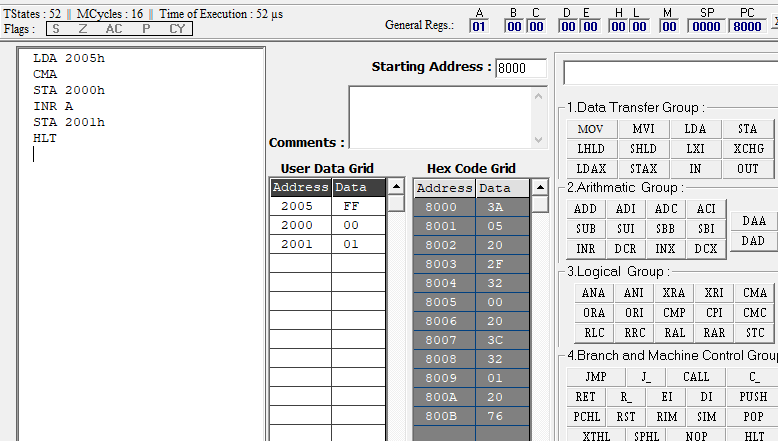 TStates : 52 || MCycles : 16 || Time of Execution : 52 µs
Flags : S Z AC P CY
General Regs.: A B C D E H L M SP PC
01 00 00 00 00 00 00 00 0000 8000
LDA 2005h
CMA
STA 2000h
INR A
STA 2001h
HLT
Starting Address : 8000
Comments :
User Data Grid
Address Data
2005 FF
2000 00
2001 01
Hex Code Grid
Address Data
8000 3A
8001 05
8002 20
8003 2F
8004 32
8005 00
8006 20
8007 3C
8008 32
8009 01
800A 20
800B 76
1.Data Transfer Group :
MOV MVI LDA STA
LHLD SHLD LXI XCHG
LDAX STAX IN OUT
2.Arithmatic Group :
ADD ADI ADC ACI
SUB SUI SBB SBI
INR DCR INX DCX
DAA
DAD
3.Logical Group :
ANA ANI XRA XRI CMA
ORA ORI CMP CPI CMC
RLC RRC RAL RAR STC
4.Branch and Machine Control Group
JMP J_ CALL C_
RET R_ EI DI PUSH
PCHL RST RIM SIM POP
XTHL SPHL NOP HLT